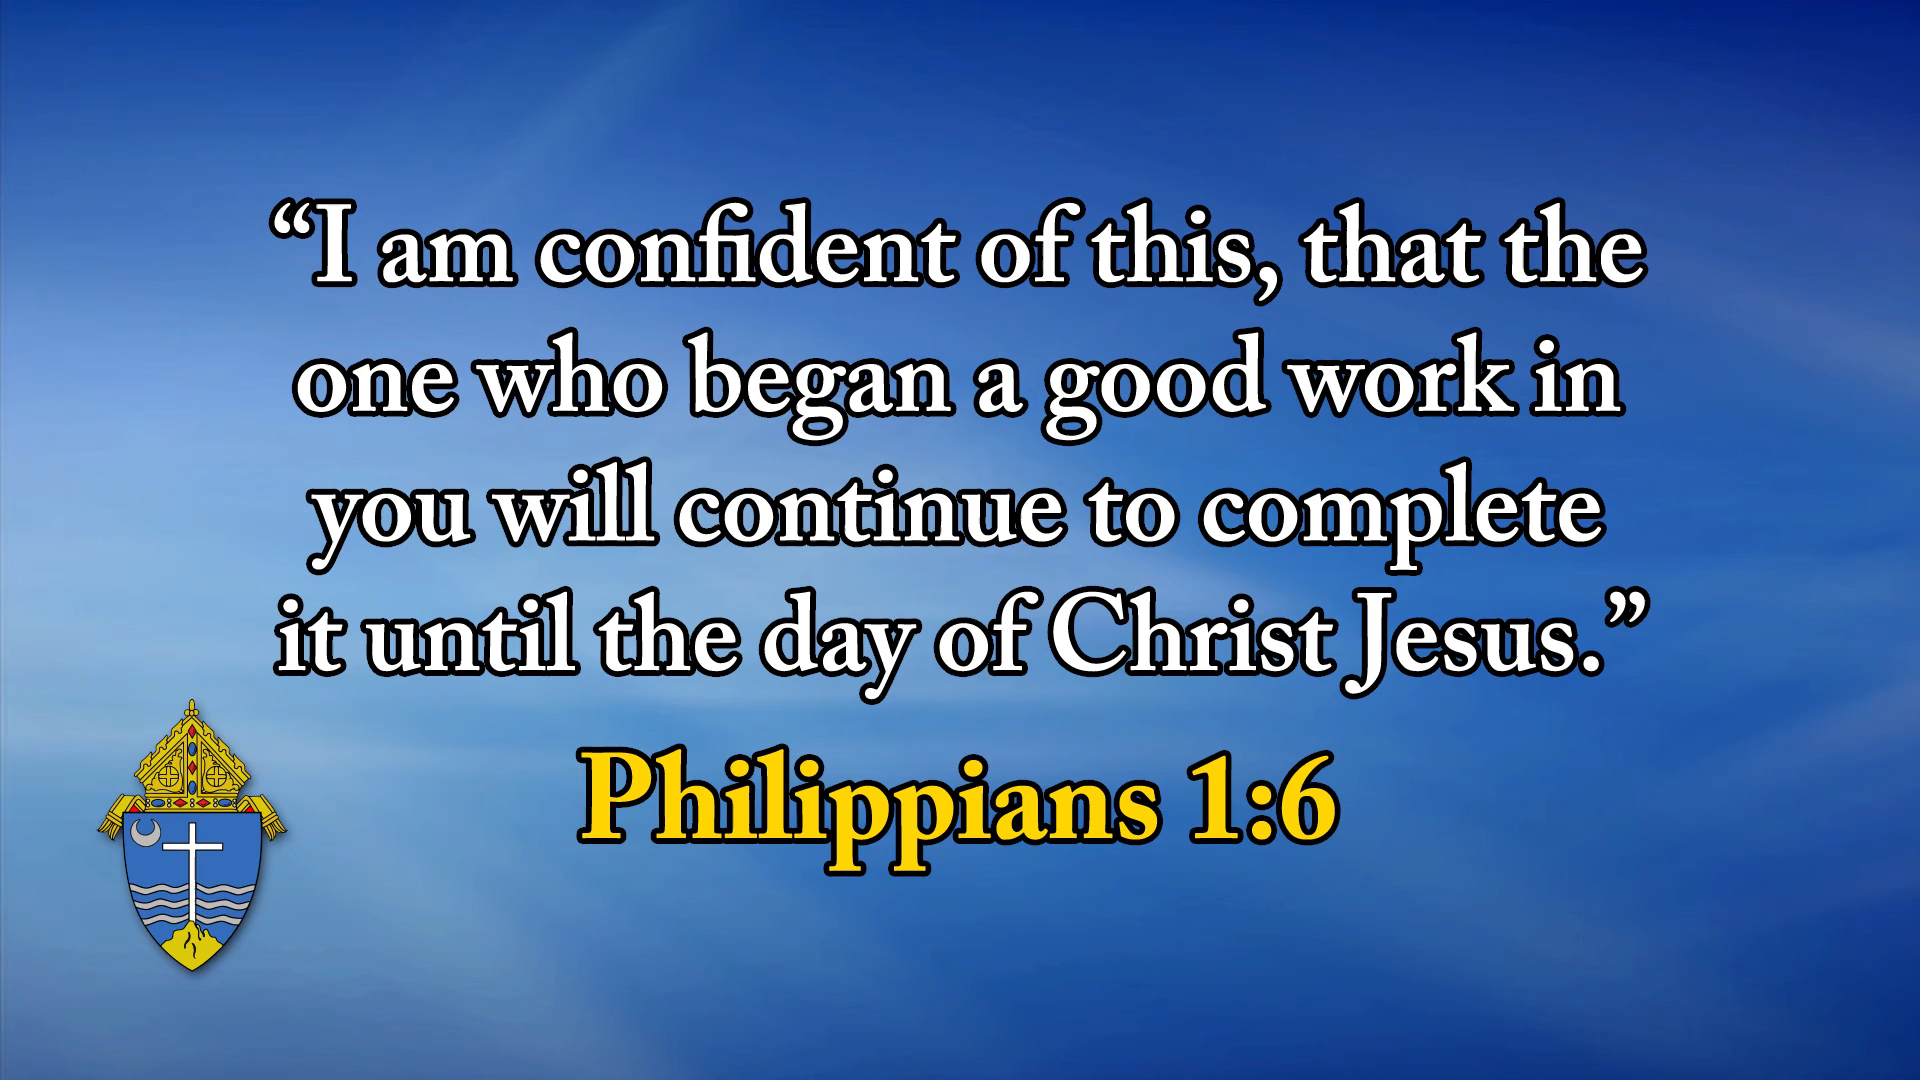 “I am confident of this, that the
one who began a good work in
you will continue to complete
it until the day of Christ Jesus.”
Philippians 1:6